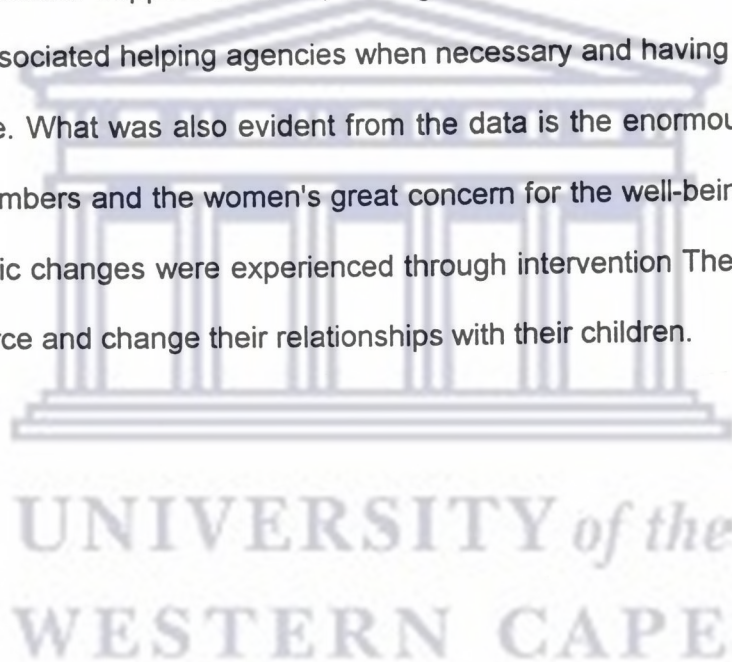 sociated helping agencies when necessary and having
e. What was also evident from the data is the enormou
mbers and the women's great concern for the well-bein
ic changes were experienced through intervention The
rce and change their relationships with their children.
UNIVERSITY of the
WESTERN CAPE